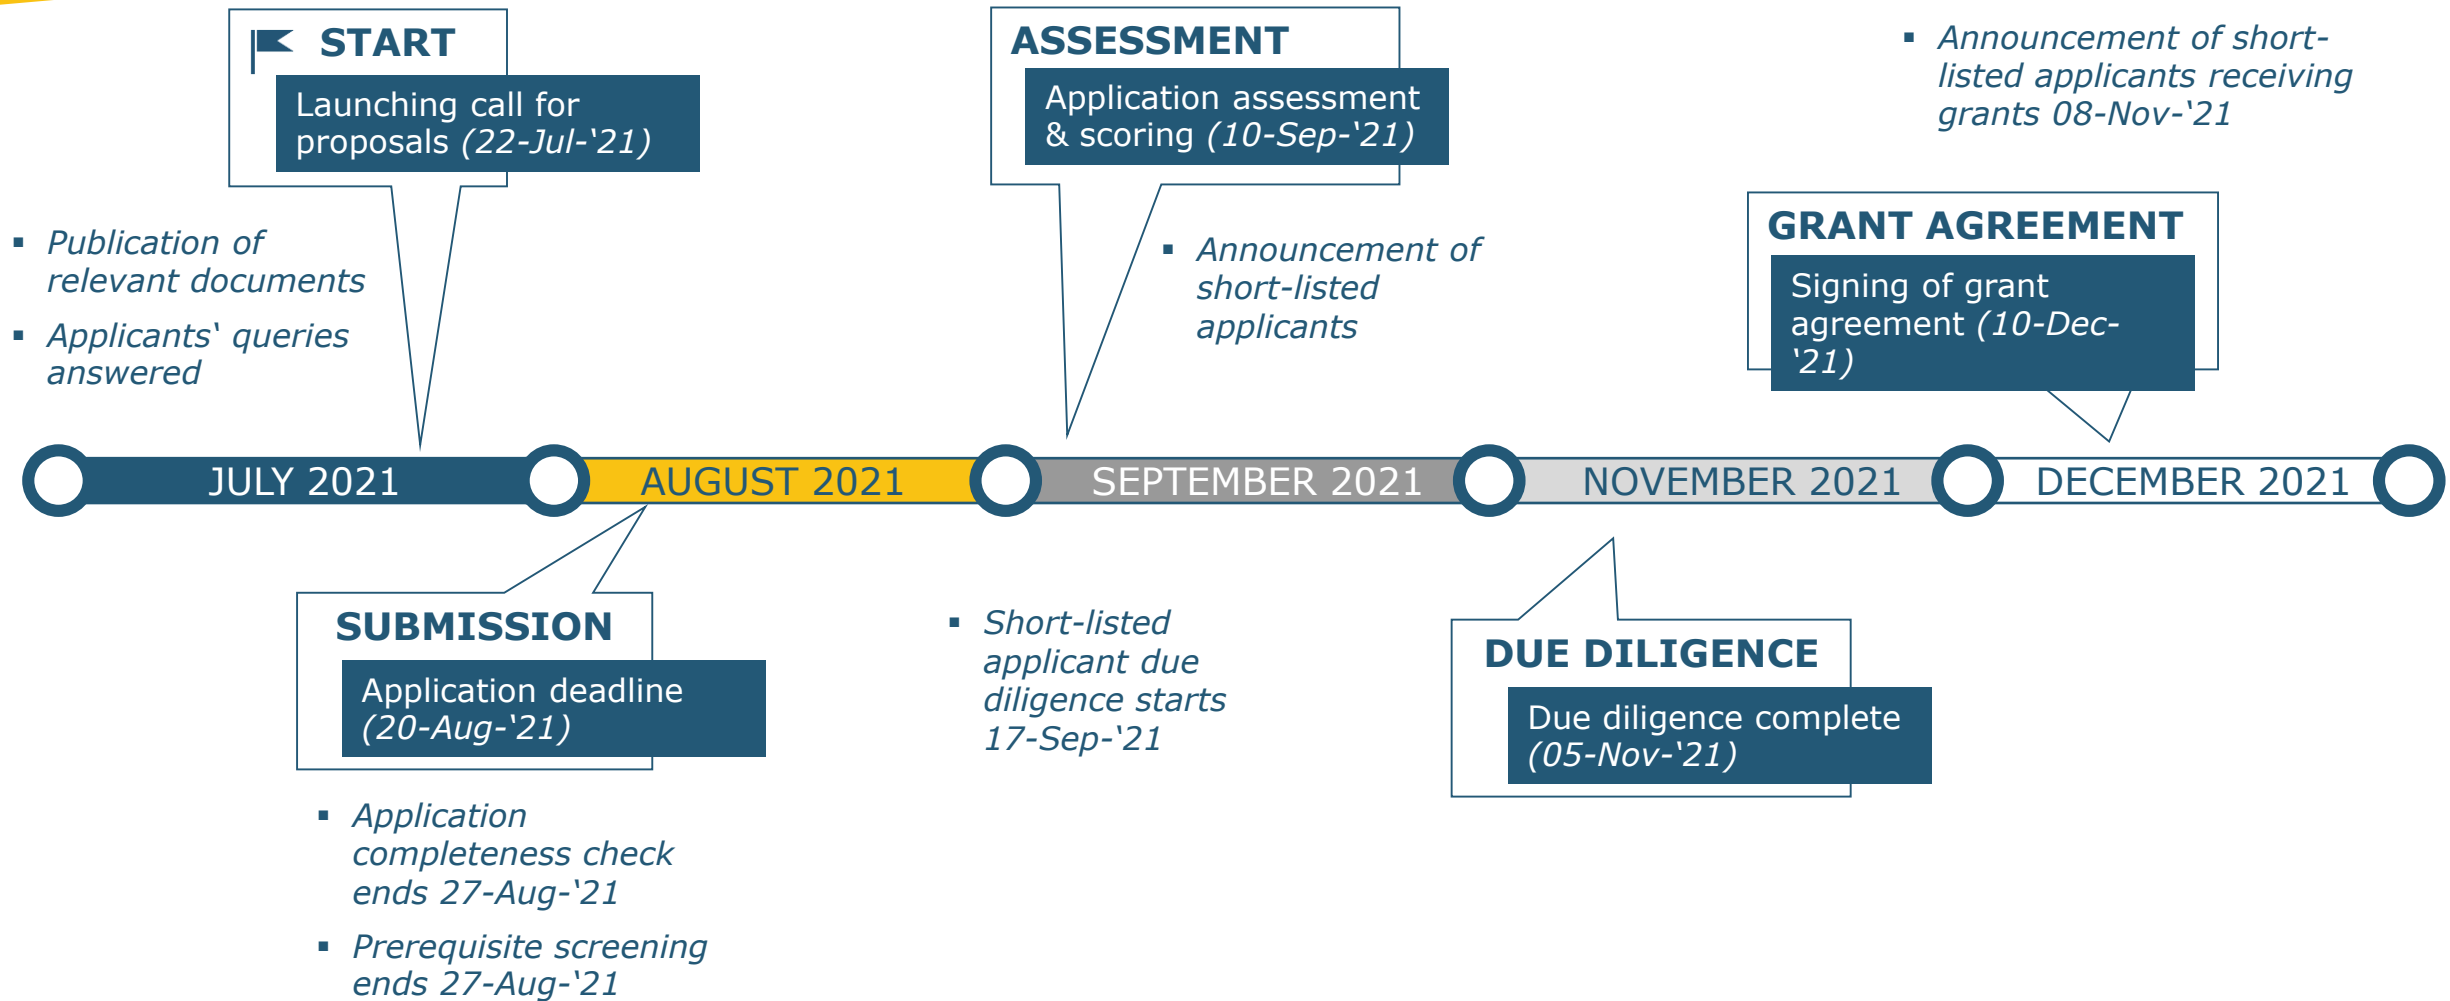 START
Launching call for
proposals (22-Jul-‘21)
▪ Publication of
relevant documents
▪ Applicants‘ queries
answered
ASSESSMENT
Application assessment
& scoring (10-Sep-‘21)
▪ Announcement of
short-listed
applicants
▪ Announcement of short-
listed applicants receiving
grants 08-Nov-‘21
GRANT AGREEMENT
Signing of grant
agreement (10-Dec-
‘21)
JULY 2021
AUGUST 2021
SEPTEMBER 2021
NOVEMBER 2021
DECEMBER 2021
SUBMISSION
Application deadline
(20-Aug-‘21)
▪ Application
completeness check
ends 27-Aug-‘21
▪ Prerequisite screening
ends 27-Aug-‘21
▪ Short-listed
applicant due
diligence starts
17-Sep-‘21
DUE DILIGENCE
Due diligence complete
(05-Nov-‘21)